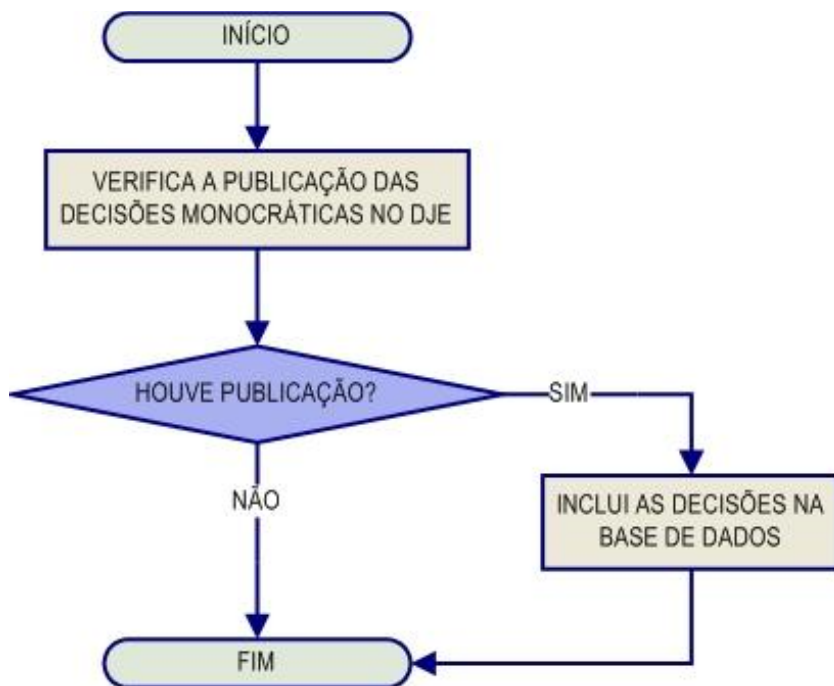 INÍCIO
VERIFICA A PUBLICAÇÃO DAS
DECISÕES MONOCRÁTICAS NO DJE
HOUVE PUBLICAÇÃO?
SIM
NÃO
INCLUI AS DECISÕES NA
BASE DE DADOS
FIM